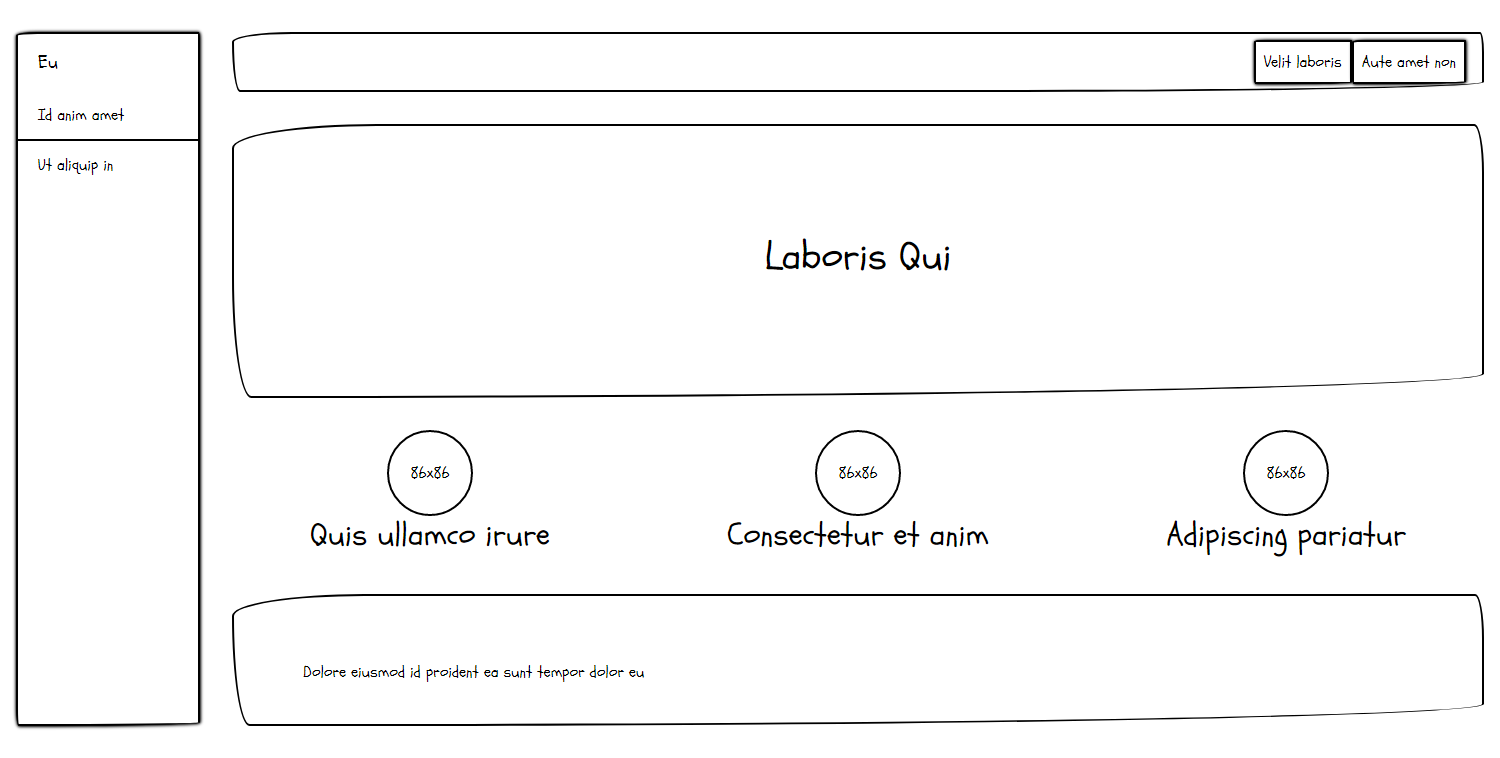 Eu
Id anim amet
Ut aliquip in
Velit laboris
Aute amet non
Laboris Qui
86x86
86x86
86x86
Quis ullamco irure
Consectetur et anim
Adipiscing pariatur
Dolore eiusmod id proident ea sunt tempor dolor eu